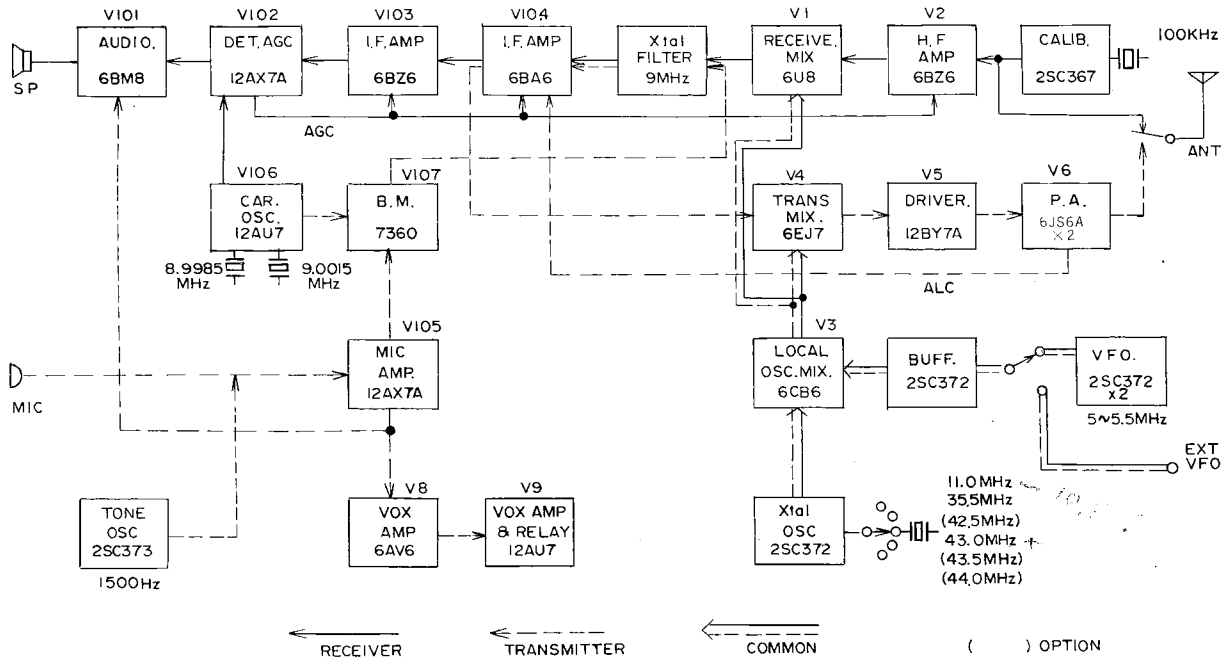 V101
AUDIO.
6BM8
SP
V102
DET, AGC
12AX7A
V103
I.F. AMP
6BZ6
V104
I.F. AMP
6BA6
Xtal
FILTER
9MHz
V1
RECEIVE.
MIX
6U8
V2
H.F
AMP
6BZ6
CALIB.
2SC367
100KHz
ANT
AGC
V106
CAR.
OSC.
12AU7
8.9985
MHz
9.0015
MHz
V107
B.M.
7360
V4
TRANS
MIX.
6EJ7
V5
DRIVER.
12BY7A
V6
P.A.
6JS6A
×2
ALC
V105
MIC
AMP.
12AX7A
MIC
V3
LOCAL
OSC.MIX.
6CB6
BUFF.
2SC372
V.FO.
2SC372
x2
5~5.5MHz
EXT
VFO
TONE
OSC
2SC373
1500Hz
V8
VOX
AMP
6AV6
V9
VOX AMP
& RELAY
12AU7
Xtal
OSC
2SC372
11.0MHz
35.5MHz
(42.5MHz)
43.0MHz
(43.5MHz)
(44.0MHz)
RECEIVER
TRANSMITTER
COMMON
( ) OPTION